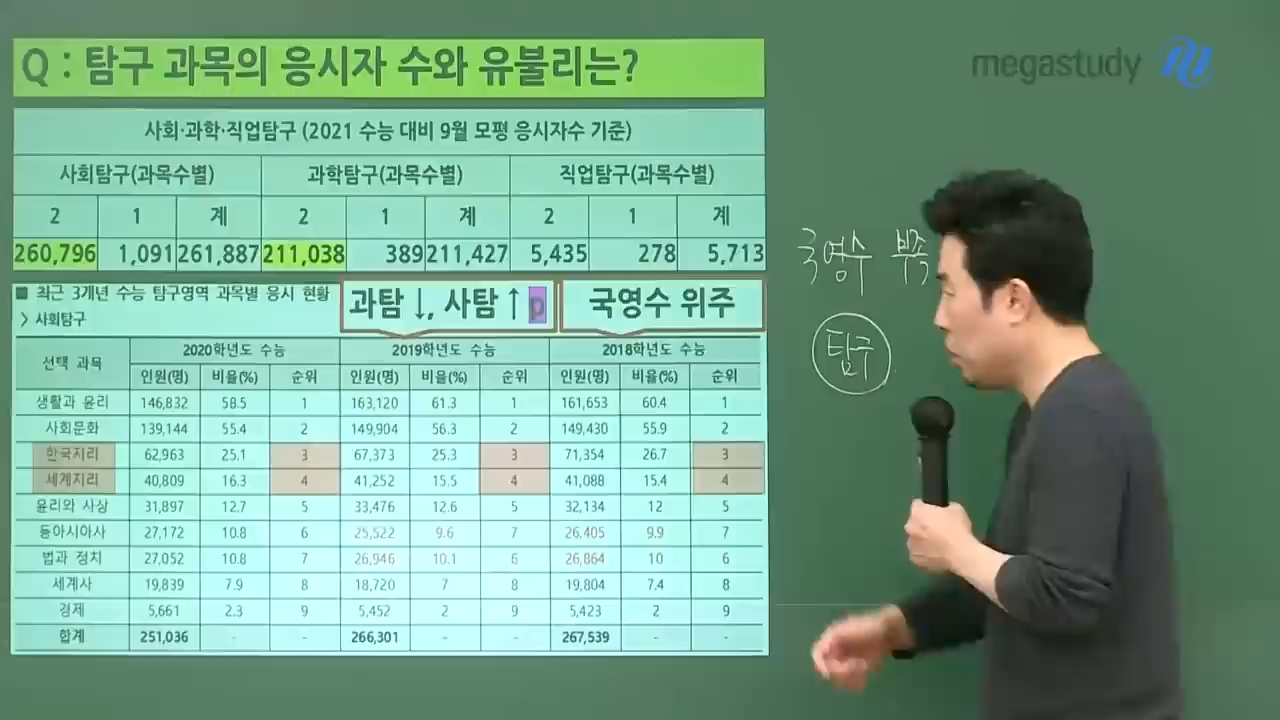 Q : 탐구 과목의 응시자 수와 유불리는?
megastudy
사회·과학·직업탐구 (2021 수능 대비 9월 모평 응시자수 기준)
사회탐구(과목수별) 과학탐구(과목수별) 직업탐구(과목수별)
2 1 계 2 1 계 2 1 계
260,796 1,091 261,887 211,038 389 211,427 5,435 278 5,713
■ 최근 3개년 수능 탐구영역 과목별 응시 현황
과탐 ↓, 사탐 ↑ p
국영수 위주
> 사회탐구
선택 과목 2020학년도 수능 2019학년도 수능 2018학년도 수능
인원(명) 비율(%) 순위 인원(명) 비율(%) 순위 인원(명) 비율(%) 순위
생활과 윤리 146,832 58.5 1 163,120 61.3 1 161,653 60.4 1
사회문화 139,144 55.4 2 149,904 56.3 2 149,430 55.9 2
한국지리 62,963 25.1 3 67,373 25.3 3 71,354 26.7 3
세계지리 40,809 16.3 4 41,252 15.5 4 41,088 15.4 4
윤리와 사상 31,897 12.7 5 33,476 12.6 5 32,134 12 5
동아시아사 27,172 10.8 6 25,522 9.6 7 26,405 9.9 7
법과 정치 27,052 10.8 7 26,946 10.1 6 26,864 10 6
세계사 19,839 7.9 8 18,720 7 8 19,804 7.4 8
경제 5,661 2.3 9 5,452 2 9 5,423 2 9
합계 251,036 - - 266,301 - - 267,539 - -
국영수 부족
탐구